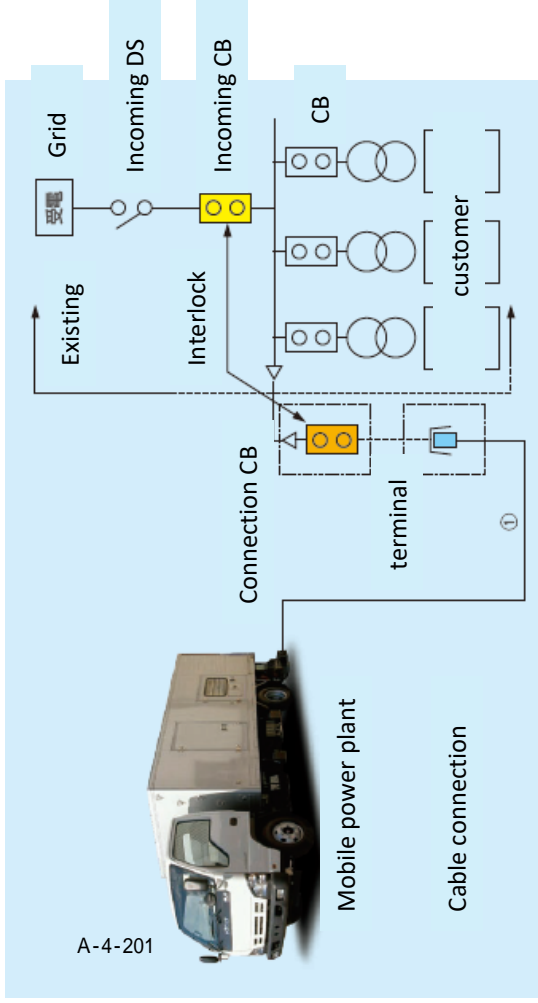 Grid
受電
Incoming DS
Incoming CB
CB
Existing
Interlock
customer
Connection CB
terminal
①
Mobile power plant
Cable connection
A-4-201